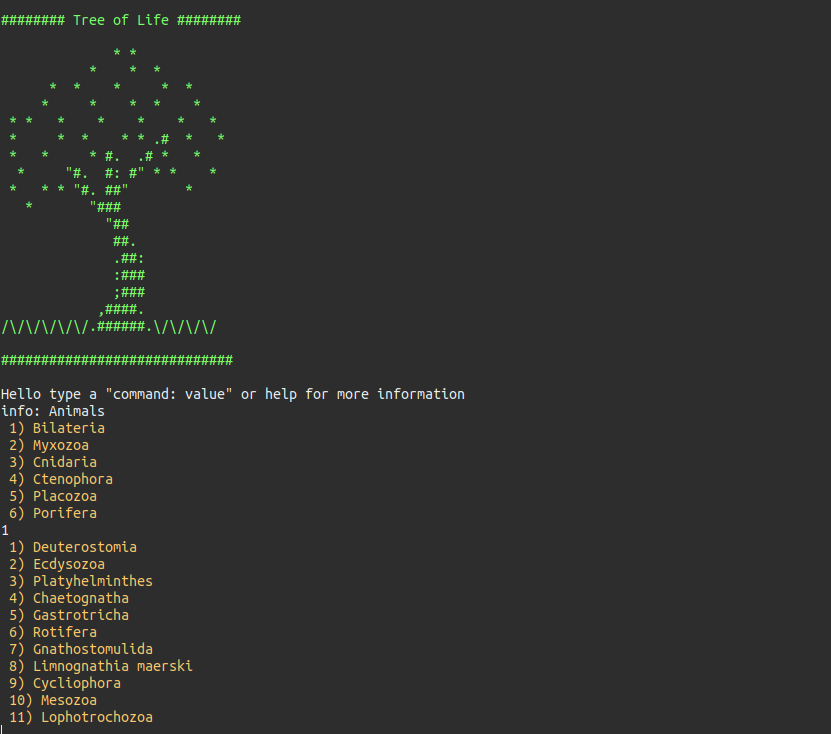 ######## Tree of Life ########
* *
* * *
* * * * *
* * * * *
* * * * * * *
* * * * * .# * *
* * * #. .# * *
* "#. #: #" * * *
* * * "#. ##" *
* "###
"##
##.
.##:
:###
;###
,####.
/\/\/\/\/\/.######.\/\/\/\/
#############################
Hello type a "command: value" or help for more information
info: Animals
1) Bilateria
2) Myxozoa
3) Cnidaria
4) Ctenophora
5) Placozoa
6) Porifera
1
1) Deuterostomia
2) Ecdysozoa
3) Platyhelminthes
4) Chaetognatha
5) Gastrotricha
6) Rotifera
7) Gnathostomulida
8) Limnognathia maerski
9) Cycliophora
10) Mesozoa
11) Lophotrochozoa